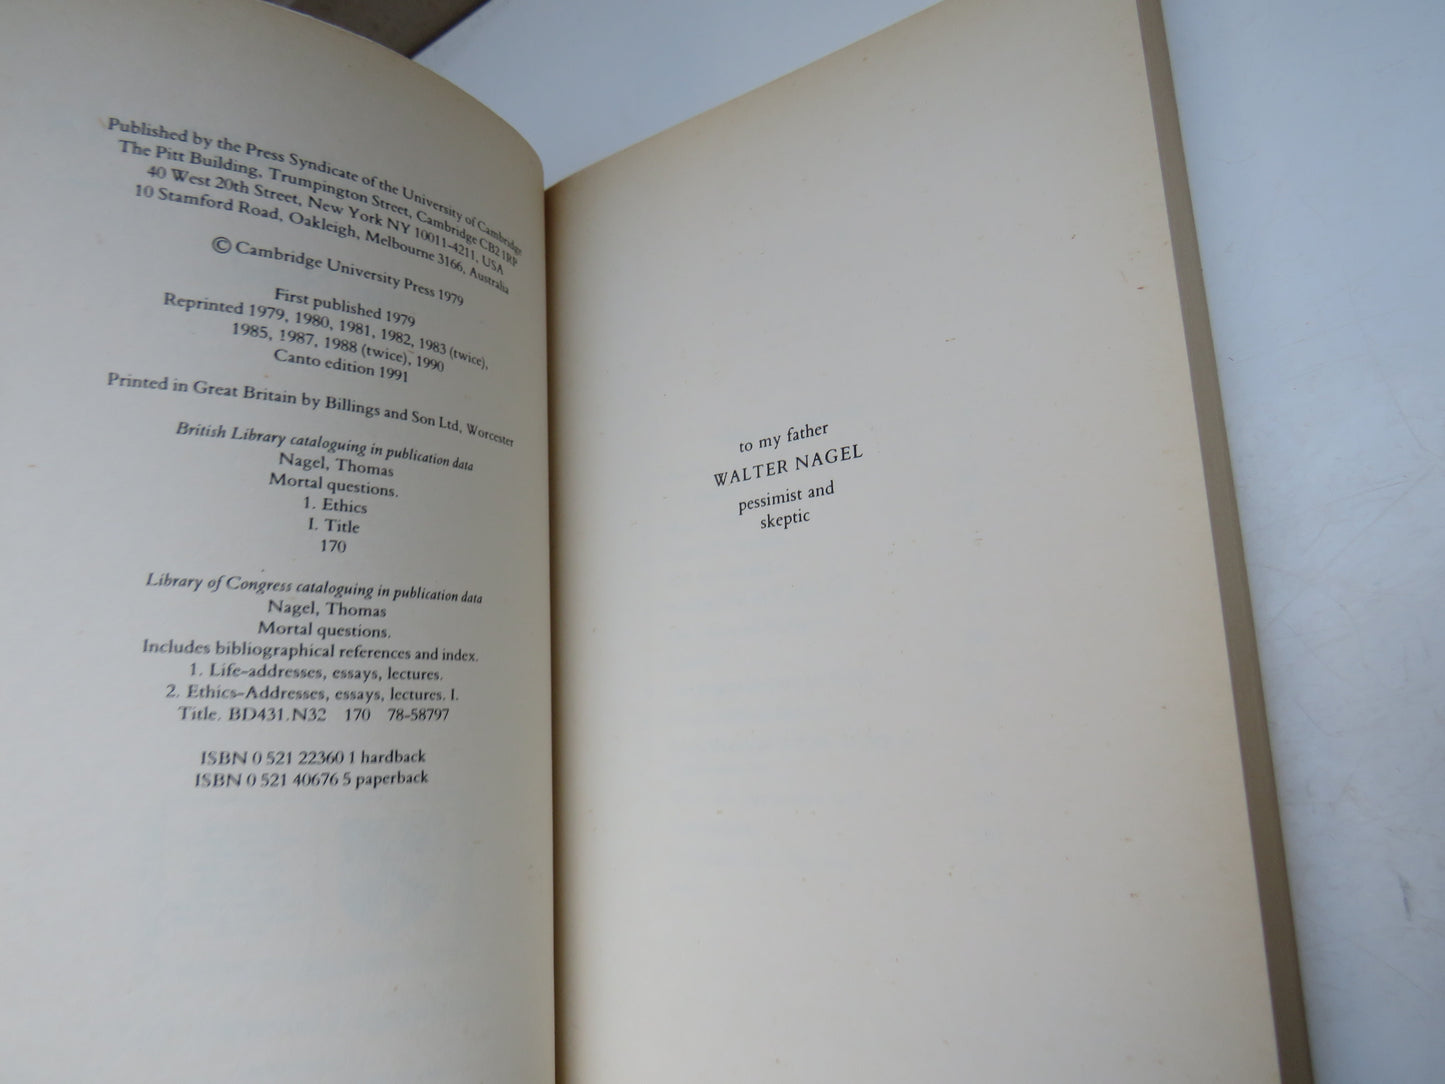 Published by the Press Syndicate of the University of Cambridge
The Pitt Building, Trumpington Street, Cambridge CB2 1RP
40 West 20th Street, New York NY 10011-4211, USA
10 Stamford Road, Oakleigh, Melbourne 3166, Australia
© Cambridge University Press 1979
First published 1979
Reprinted 1979, 1980, 1981, 1982, 1983 (twice),
1985, 1987, 1988 (twice), 1990
Canto edition 1991
Printed in Great Britain by Billings and Son Ltd, Worcester
British Library cataloguing in publication data
Nagel, Thomas
Mortal questions.
1. Ethics
I. Title
170
Library of Congress cataloguing in publication data
Nagel, Thomas
Mortal questions.
Includes bibliographical references and index.
1. Life-addresses, essays, lectures.
2. Ethics-Addresses, essays, lectures. I.
Title. BD431.N32 170 78-58797
ISBN 0 521 22360 1 hardback
ISBN 0 521 40676 5 paperback
to my father
WALTER NAGEL
pessimist and
skeptic